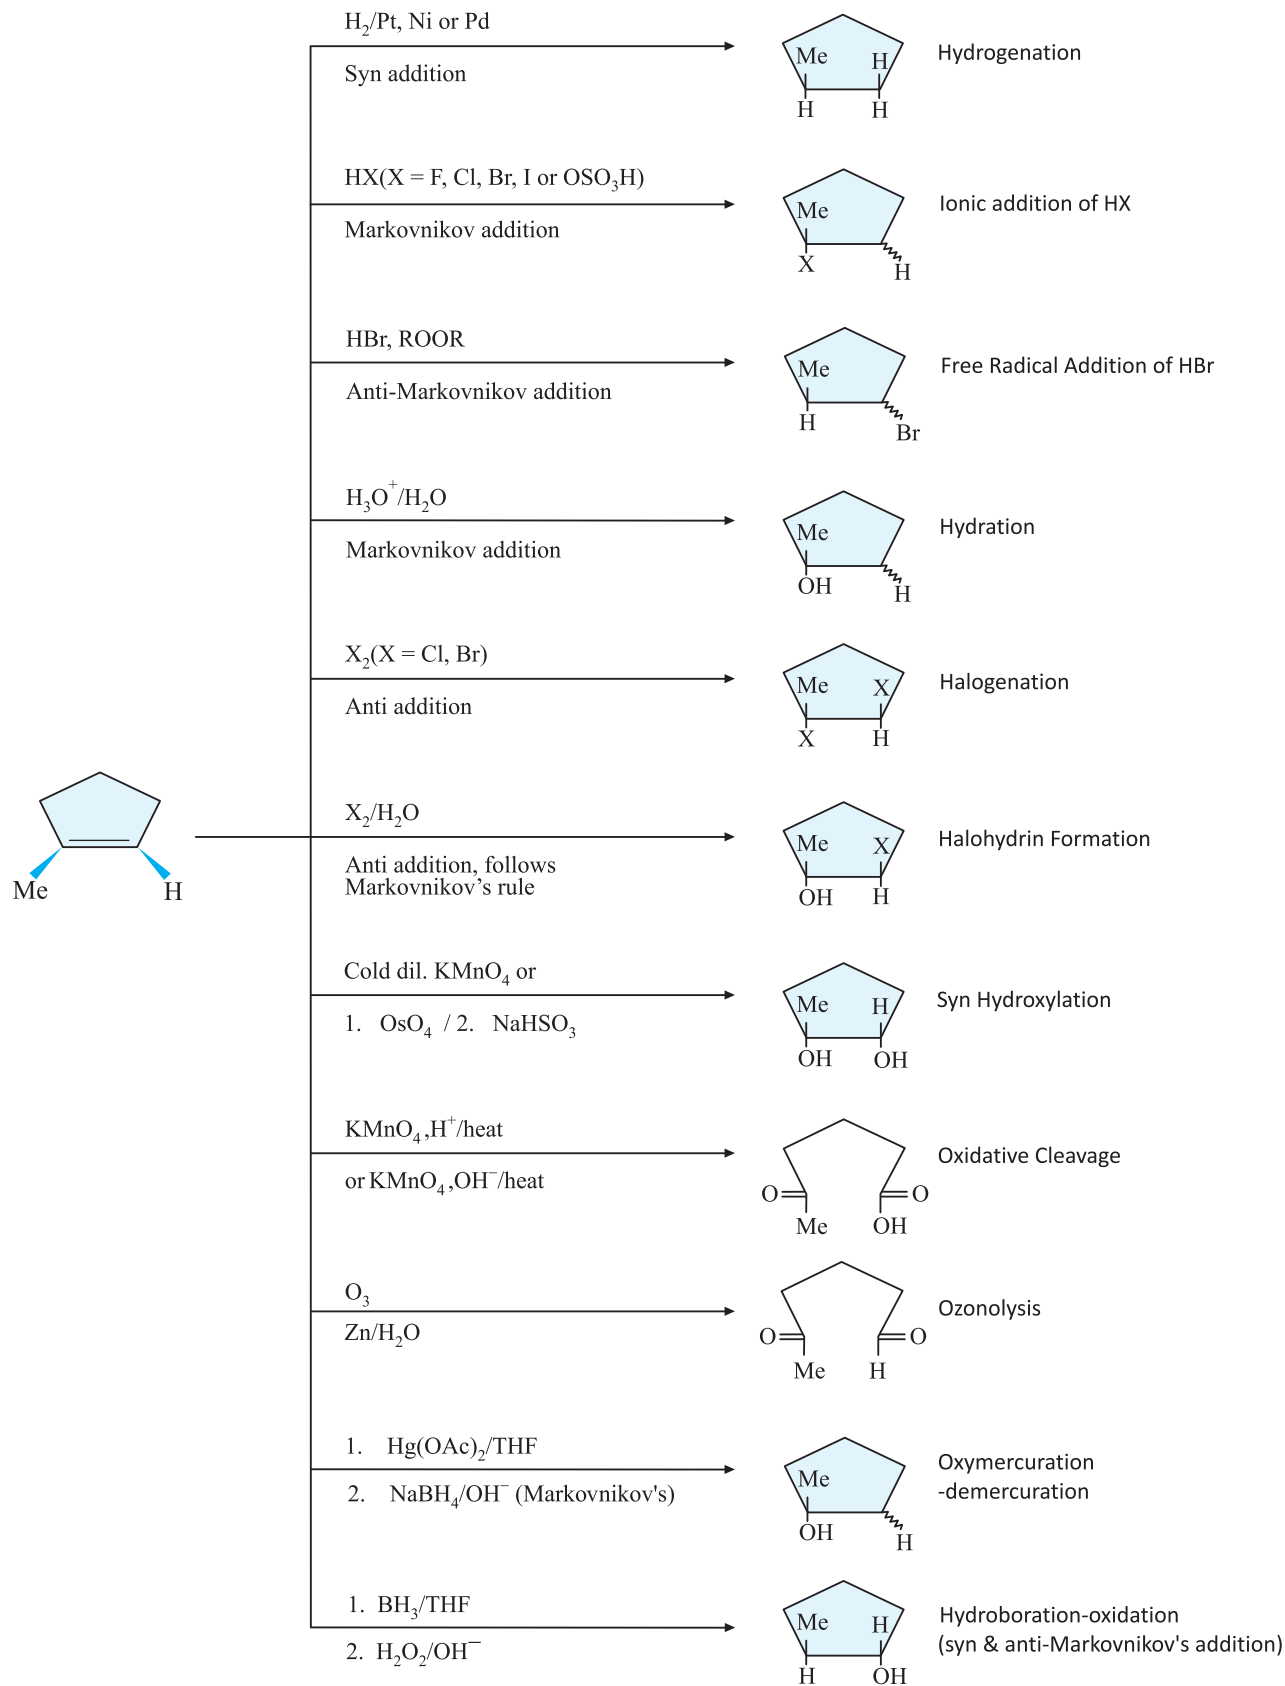 H₂/Pt, Ni or Pd
Syn addition
Me H
H H
Hydrogenation
HX(X = F, Cl, Br, I or OSO₃H)
Markovnikov addition
Me
X H
Ionic addition of HX
HBr, ROOR
Anti-Markovnikov addition
Me
H Br
Free Radical Addition of HBr
H₃O⁺/H₂O
Markovnikov addition
Me
OH H
Hydration
X₂(X = Cl, Br)
Anti addition
Me X
X H
Halogenation
Me H
X₂/H₂O
Anti addition, follows
Markovnikov’s rule
Me X
OH H
Halohydrin Formation
Cold dil. KMnO₄ or
1. OsO₄ / 2. NaHSO₃
Me H
OH OH
Syn Hydroxylation
KMnO₄,H⁺/heat
or KMnO₄,OH⁻/heat
O O
Me OH
Oxidative Cleavage
O₃
Zn/H₂O
O O
Me H
Ozonolysis
1. Hg(OAc)₂/THF
2. NaBH₄/OH⁻ (Markovnikov's)
Me
OH H
Oxymercuration
-demercuration
1. BH₃/THF
2. H₂O₂/OH⁻
Me H
H OH
Hydroboration-oxidation
(syn & anti-Markovnikov's addition)